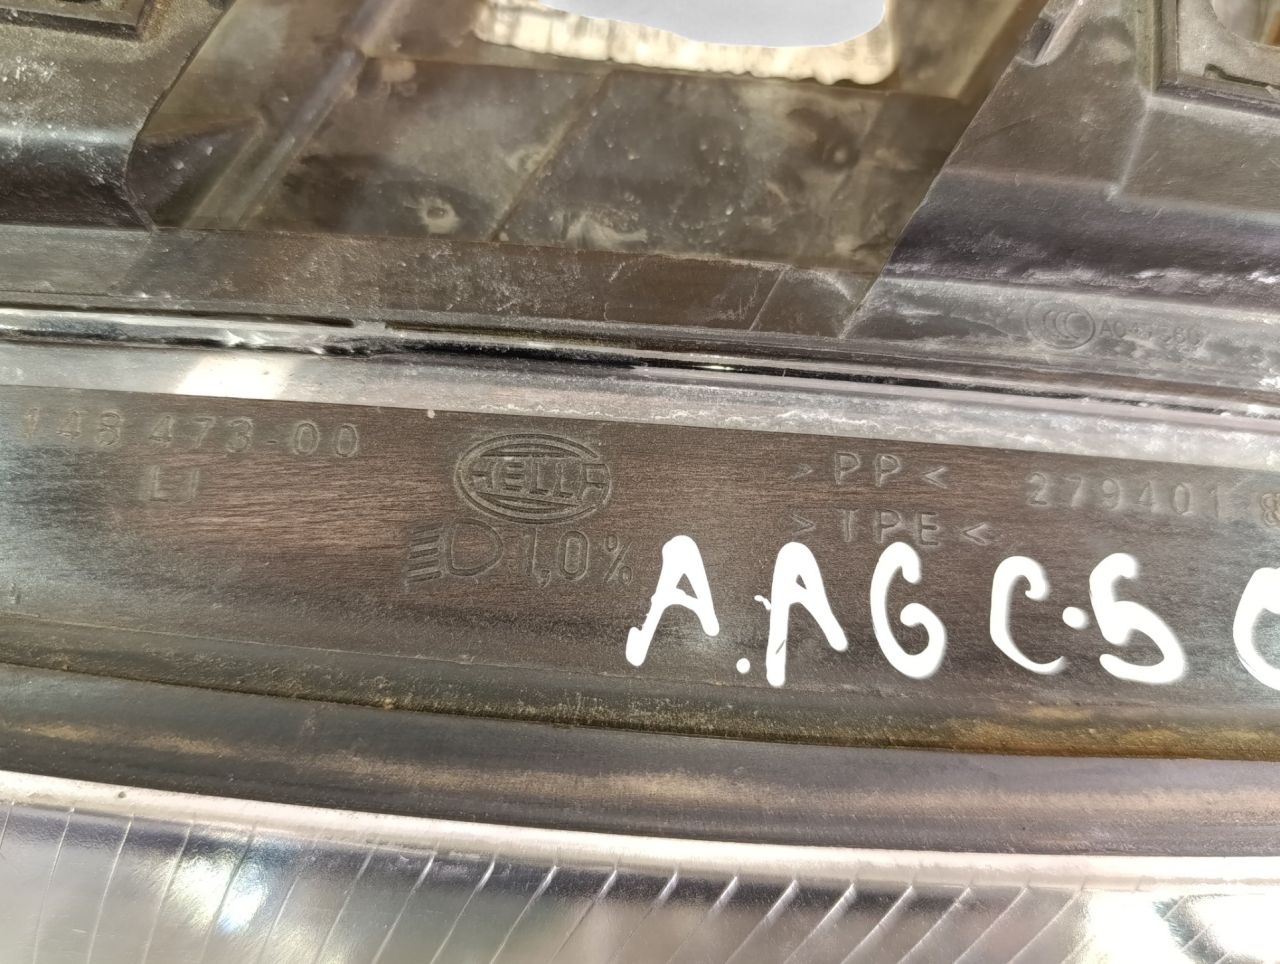 148 473-00
LI
HELLA
1,0%
>PP<
>TPE<
279401
A.AGC.5